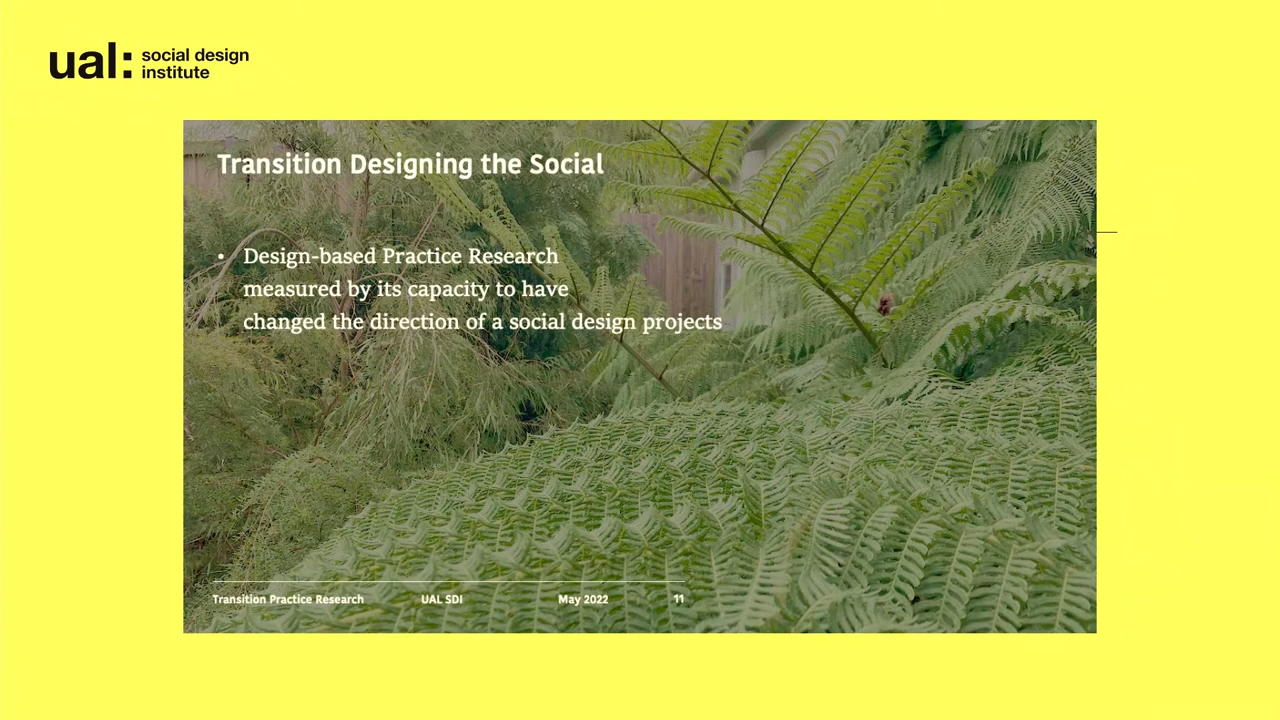 ual: social design
institute
Transition Designing the Social
• Design-based Practice Research
measured by its capacity to have
changed the direction of a social design projects
Transition Practice Research UAL SDI May 2022 11